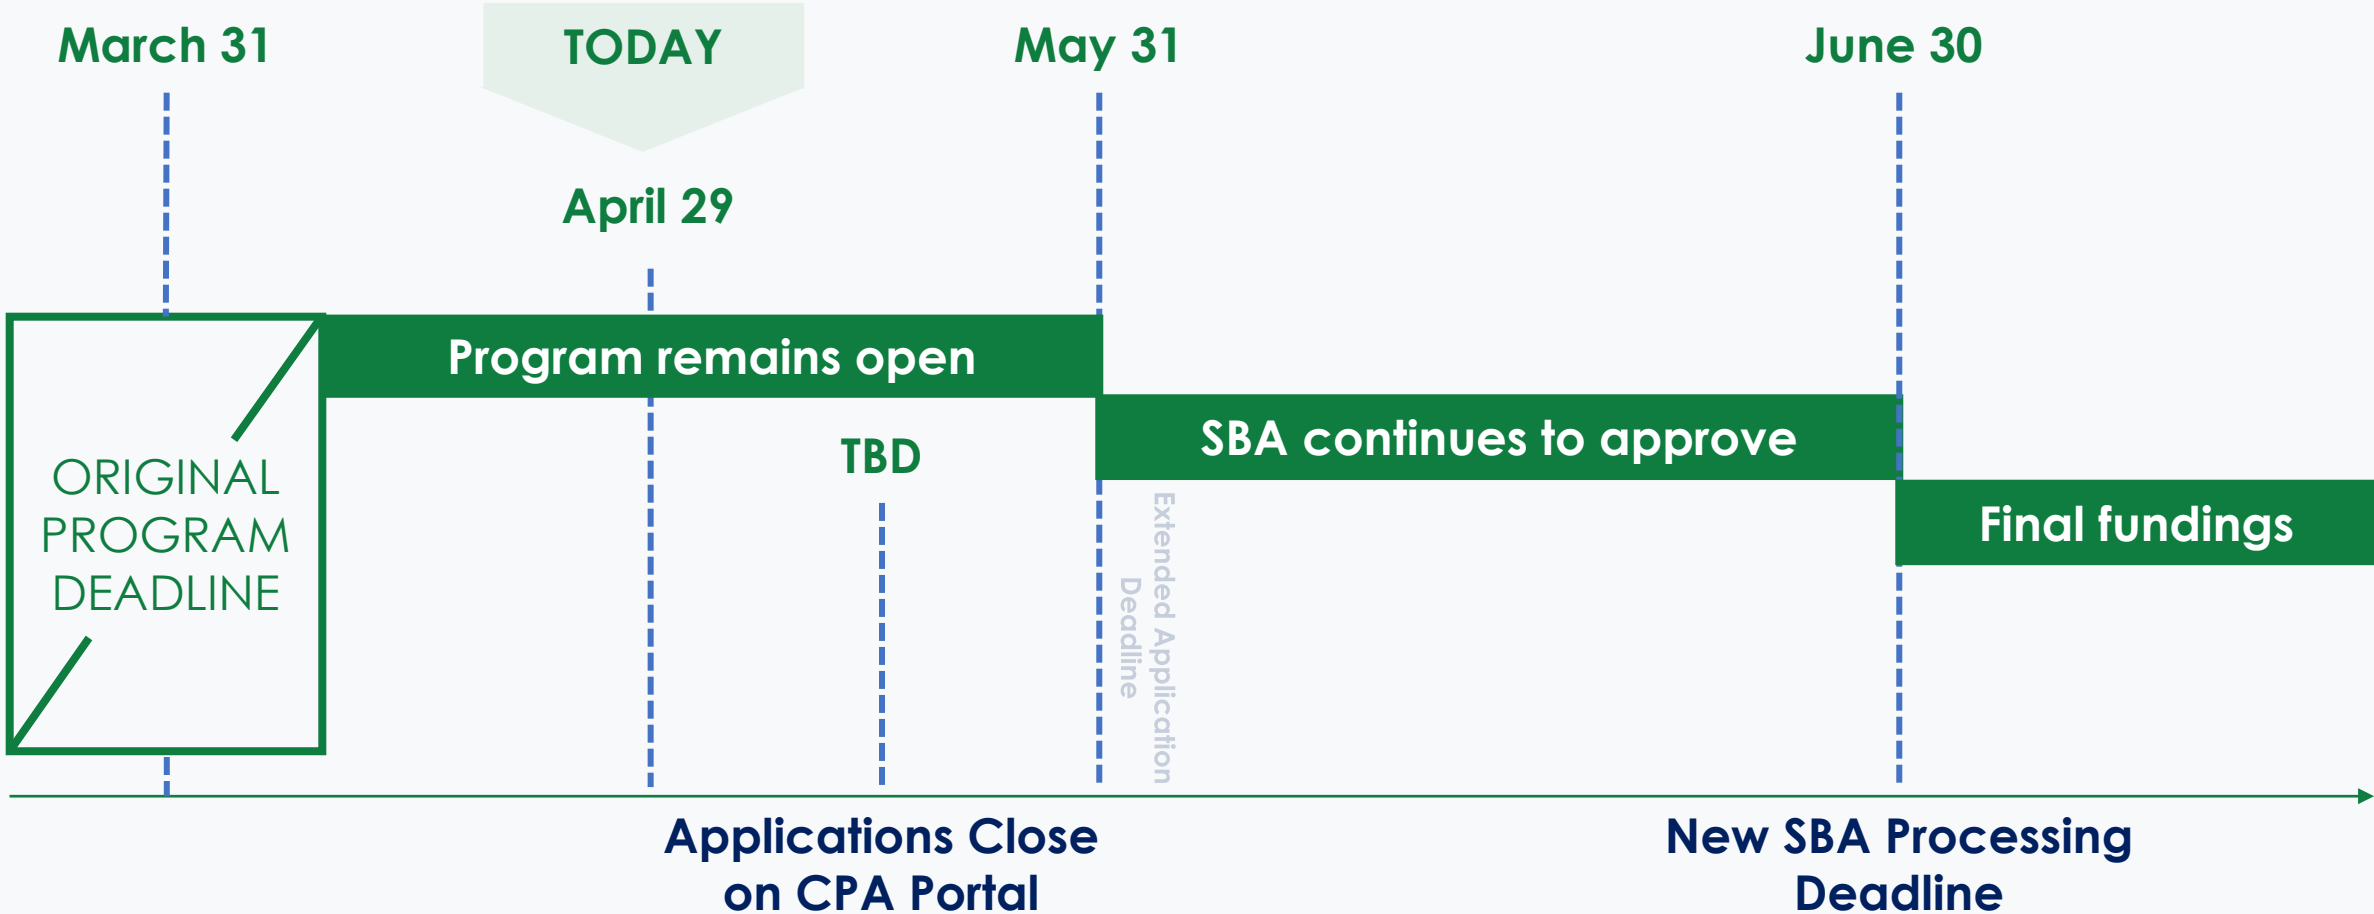 March 31
TODAY
May 31
June 30
April 29
Program remains open
SBA continues to approve
Final fundings
ORIGINAL
PROGRAM
DEADLINE
TBD
Extended Application
Deadline
Applications Close
on CPA Portal
New SBA Processing
Deadline